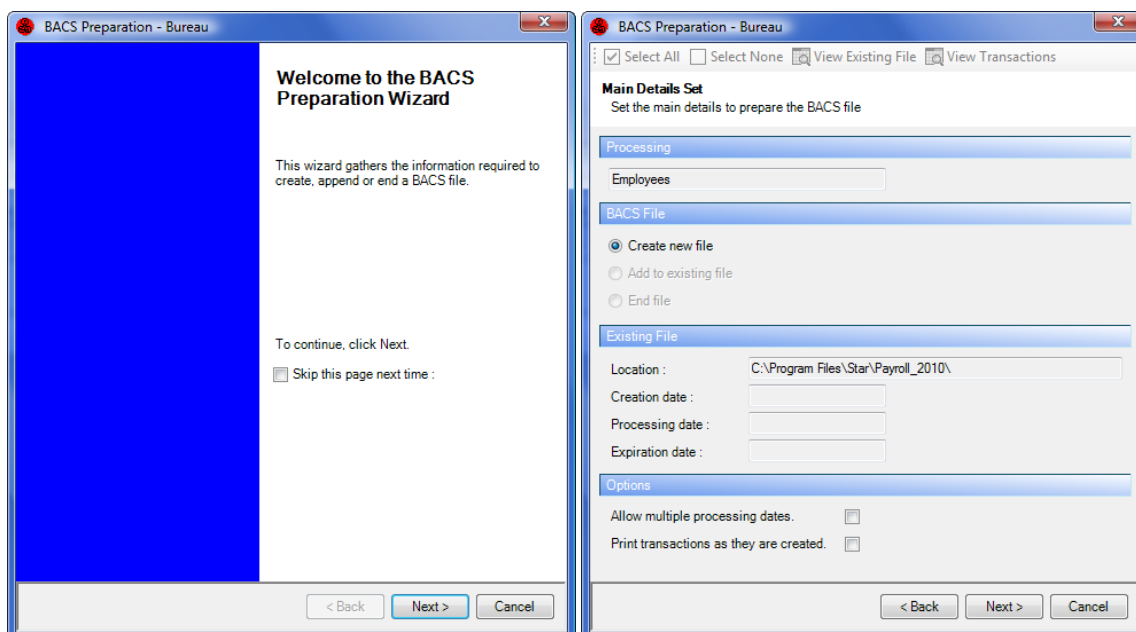 BACS Preparation - Bureau
Welcome to the BACS
Preparation Wizard
This wizard gathers the information required to
create, append or end a BACS file.
To continue, click Next.
Skip this page next time :
< Back Next > Cancel
BACS Preparation - Bureau
Select All Select None View Existing File View Transactions
Main Details Set
Set the main details to prepare the BACS file
Processing
Employees
BACS File
Create new file
Add to existing file
End file
Existing File
Location : C:\Program Files\Star\Payroll_2010\
Creation date :
Processing date :
Expiration date :
Options
Allow multiple processing dates.
Print transactions as they are created.
< Back Next > Cancel